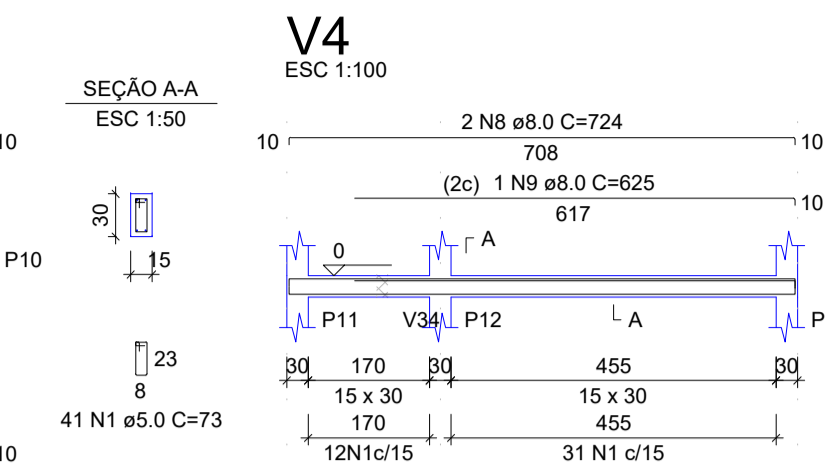 V4
ESC 1:100
SEÇÃO A-A
ESC 1:50
10
10
2 N8 ø8.0 C=724
10
708
(2c) 1 N9 ø8.0 C=625
10
617
30
15
P10
0
A
P11
V34
P12
A
P
23
8
41 N1 ø5.0 C=73
30
170
30
455
30
15 x 30
15 x 30
170
455
10
12N1c/15
31 N1 c/15